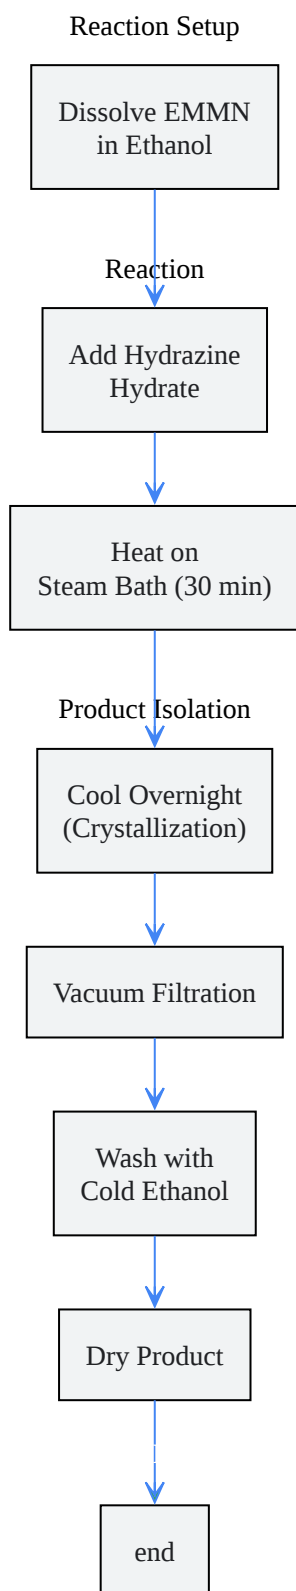 Reaction Setup
Dissolve EMMN
in Ethanol
Reaction
Add Hydrazine
Hydrate
Heat on
Steam Bath (30 min)
Product Isolation
Cool Overnight
(Crystallization)
Vacuum Filtration
Wash with
Cold Ethanol
Dry Product
end